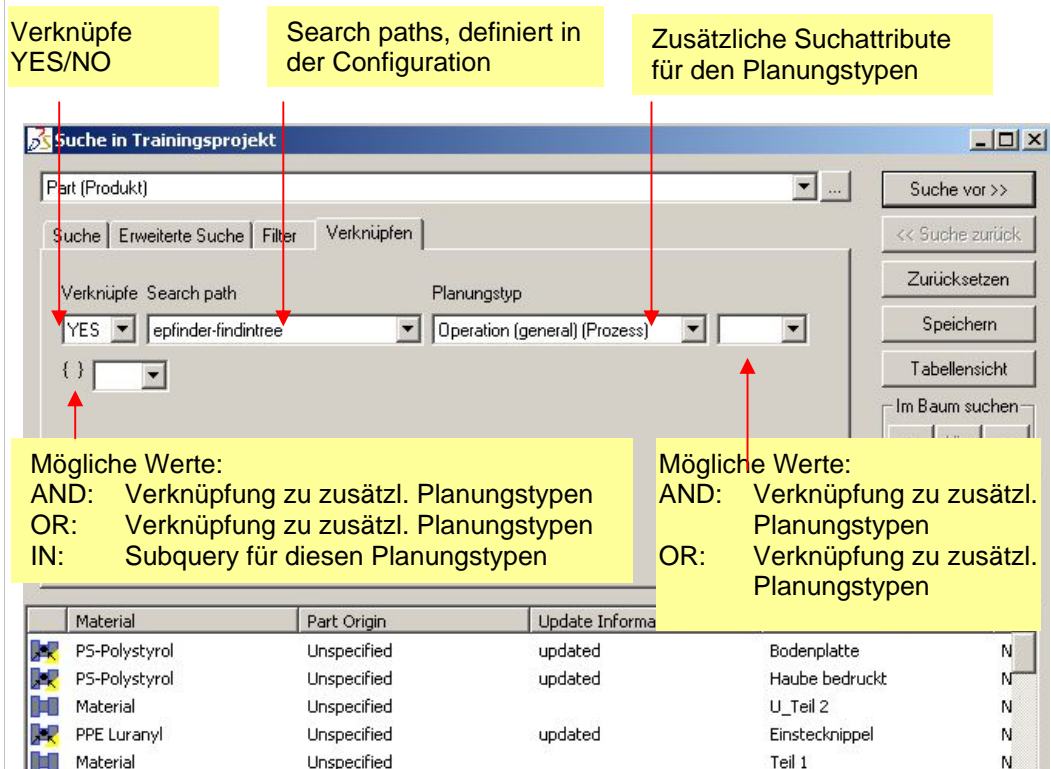 Verknüpfe
YES/NO
Search paths, definiert in
der Configuration
Zusätzliche Suchattribute
für den Planungstypen
Suche in Trainingsprojekt
Part (Produkt)
...
Suche vor >>
Suche
Erweiterte Suche
Filter
Verknüpfen
<< Suche zurück
Verknüpfe
Search path
Planungstyp
Zurücksetzen
YES
epfinder-findintree
Operation (general) (Prozess)
Speichern
{ }
Tabellensicht
Im Baum suchen
Mögliche Werte:
AND: Verknüpfung zu zusätzl. Planungstypen
OR: Verknüpfung zu zusätzl. Planungstypen
IN: Subquery für diesen Planungstypen
Mögliche Werte:
AND: Verknüpfung zu zusätzl.
Planungstypen
OR: Verknüpfung zu zusätzl.
Planungstypen
Material Part Origin Update Informa
PS-Polystyrol Unspecified updated Bodenplatte N
PS-Polystyrol Unspecified updated Haube bedruckt N
Material Unspecified U_Teil 2 N
PPE Luranyl Unspecified updated Einstecknippel N
Material Unspecified Teil 1 N